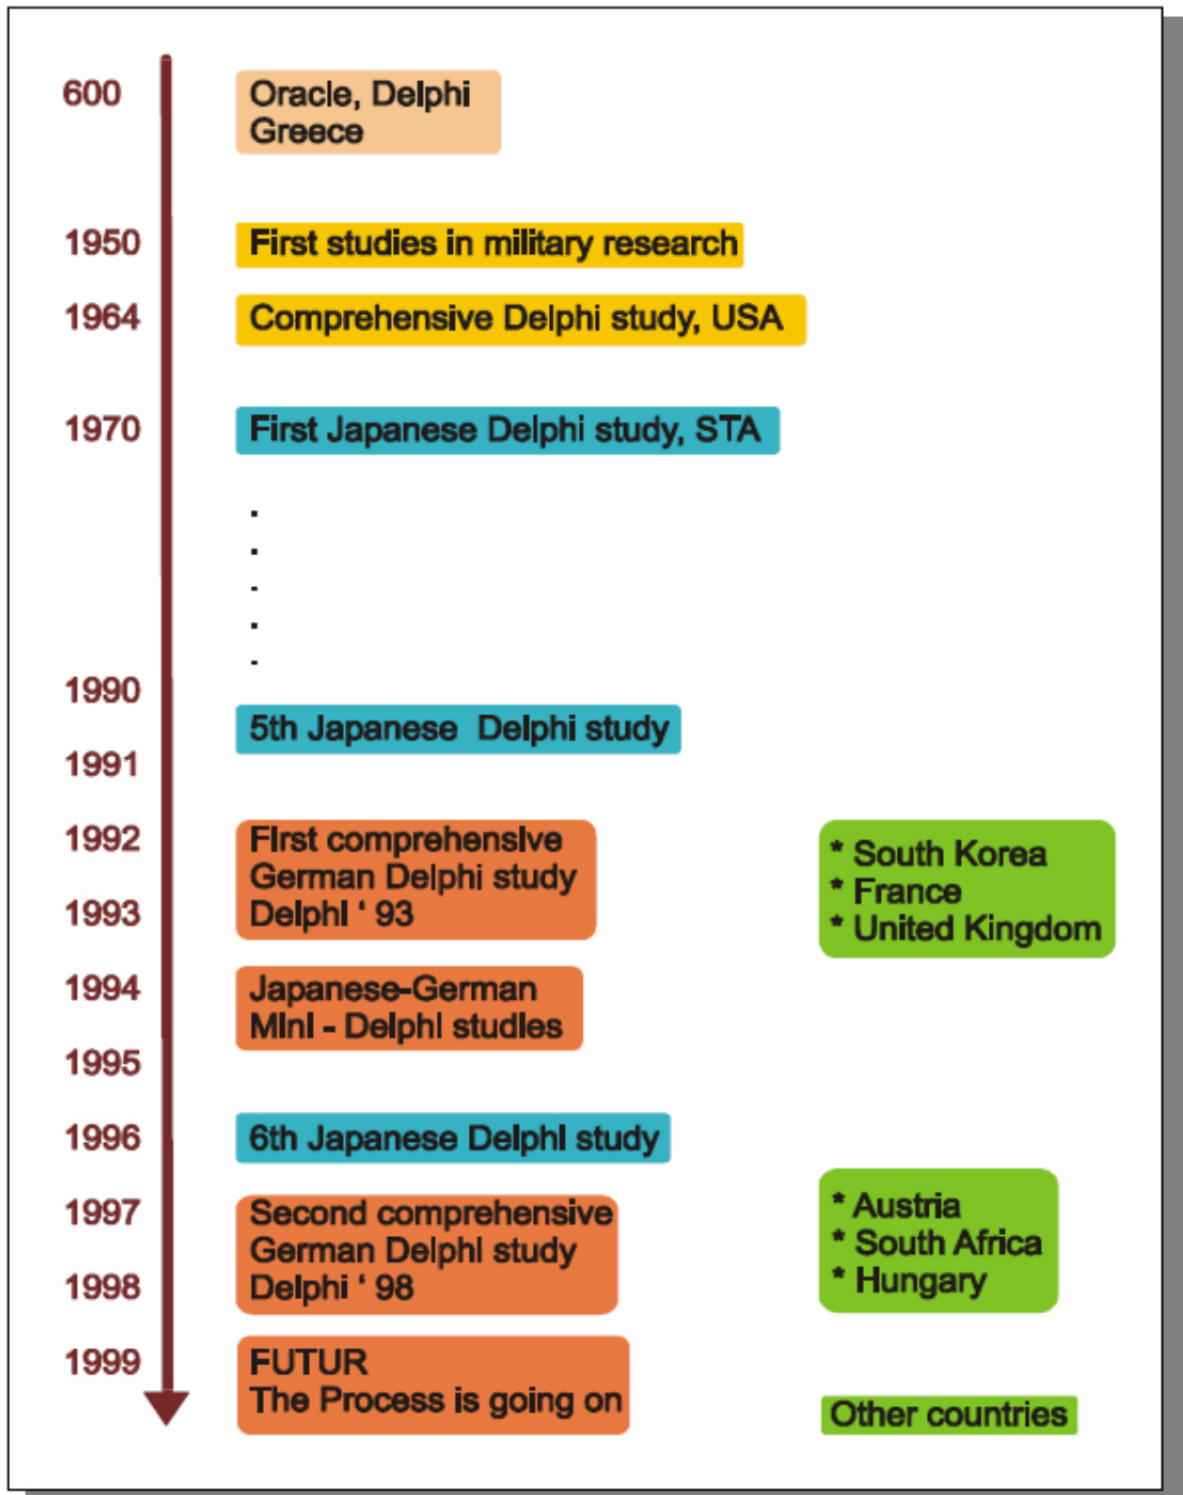 600
Oracle, Delphi
Greece
1950
First studies in military research
1964
Comprehensive Delphi study, USA
1970
First Japanese Delphi study, STA
.
.
.
.
.
1990
5th Japanese Delphi study
1991
1992
First comprehensive
German Delphi study
1993
Delphi ‘ 93
* South Korea
* France
* United Kingdom
1994
Japanese-German
Mini - Delphi studies
1995
1996
6th Japanese Delphi study
1997
Second comprehensive
German Delphi study
1998
Delphi ‘ 98
* Austria
* South Africa
* Hungary
1999
FUTUR
The Process is going on
Other countries